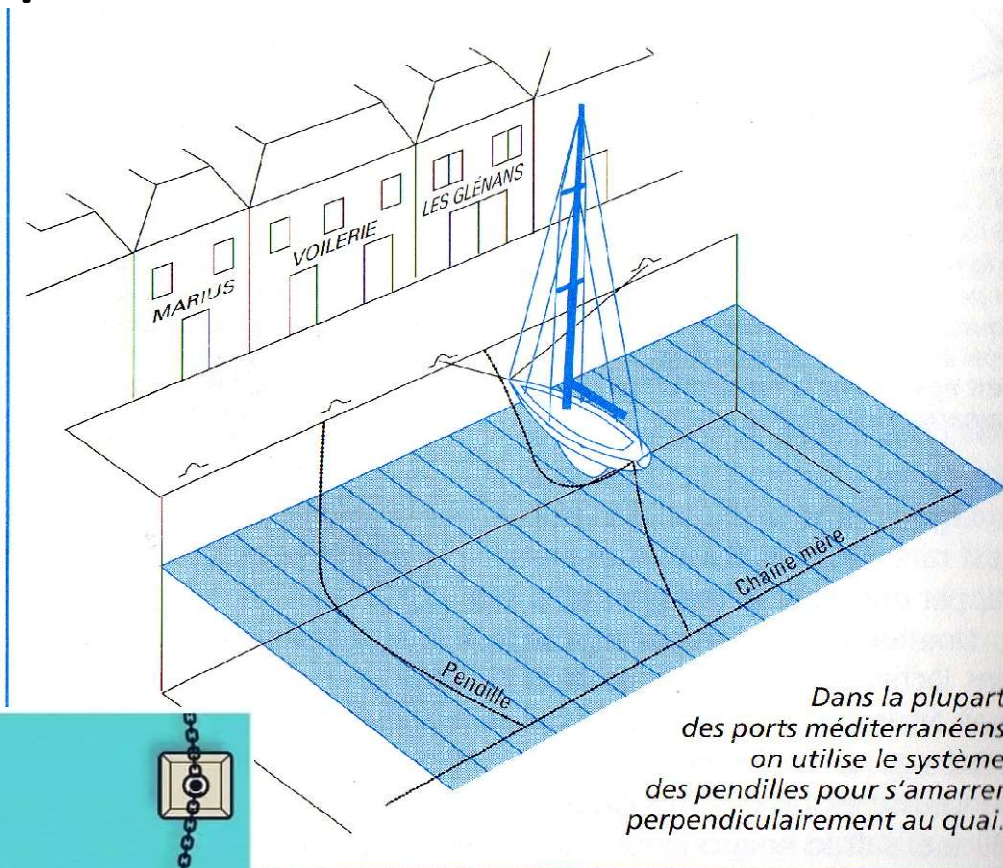 MARIUS
VOILERIE
LES GLÉNANS
Chaîne mère
Pendille
Dans la plupart
des ports méditerranéens
on utilise le système
des pendilles pour s'amarrer
perpendiculairement au quai.